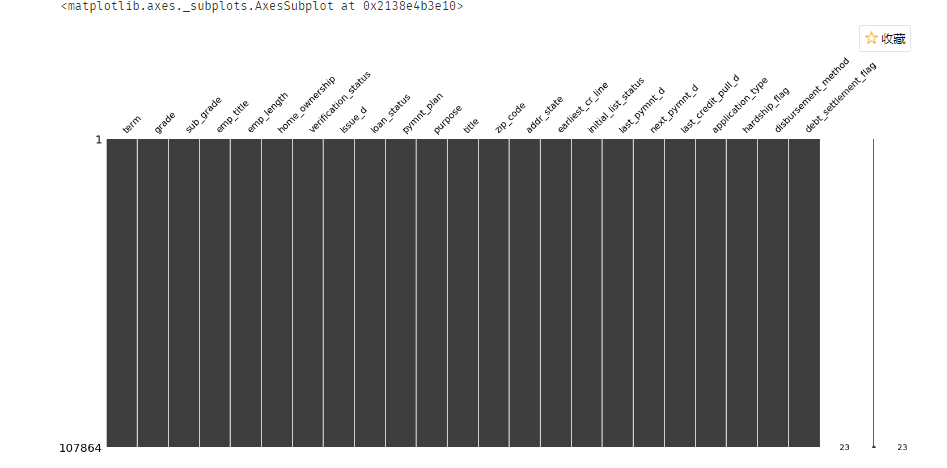 <matplotlib.axes._subplots.AxesSubplot at 0x2138e4b3e10>
收藏
term
grade
sub_grade
emp_title
emp_length
home_ownership
verification_status
issue_d
loan_status
pymnt_plan
purpose
title
zip_code
addr_state
earliest_cr_line
initial_list_status
last_pymnt_d
next_pymnt_d
last_credit_pull_d
application_type
hardship_flag
disbursement_method
debt_settlement_flag
1
107864
23
23